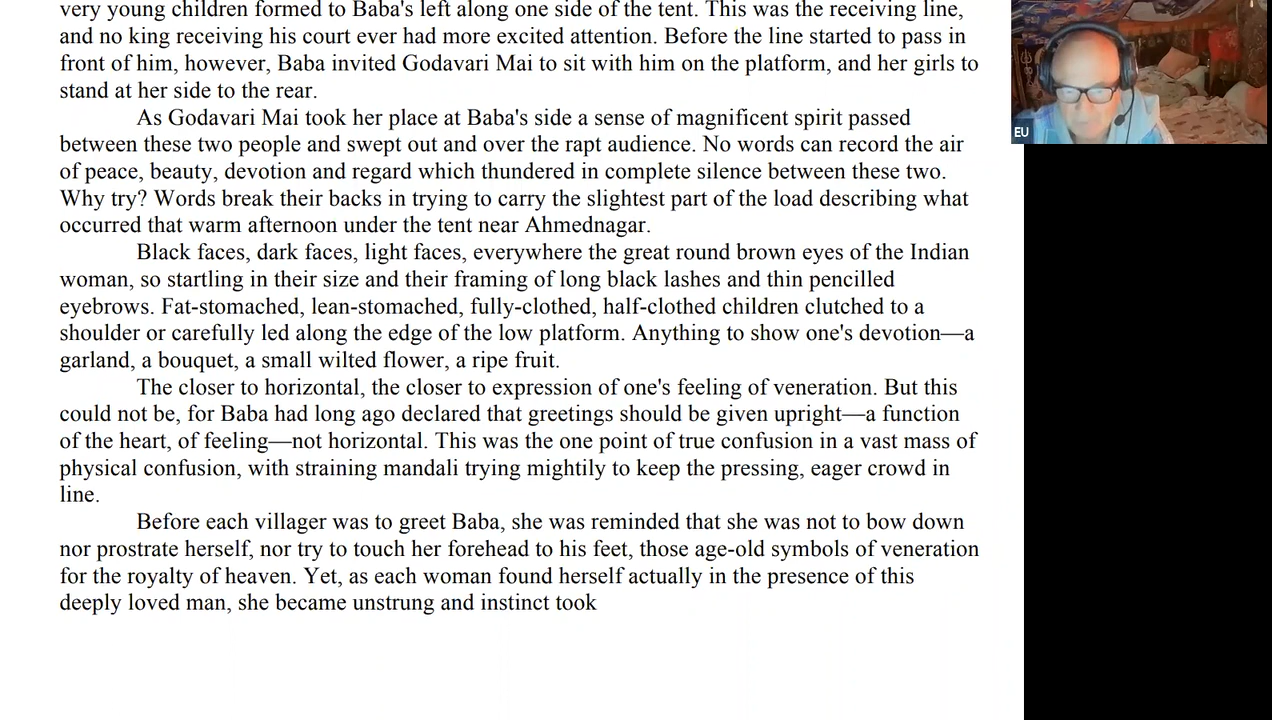 very young children formed to Baba's left along one side of the tent. This was the receiving line,
and no king receiving his court ever had more excited attention. Before the line started to pass in
front of him, however, Baba invited Godavari Mai to sit with him on the platform, and her girls to
stand at her side to the rear.
As Godavari Mai took her place at Baba's side a sense of magnificent spirit passed
between these two people and swept out and over the rapt audience. No words can record the air
of peace, beauty, devotion and regard which thundered in complete silence between these two.
Why try? Words break their backs in trying to carry the slightest part of the load describing what
occurred that warm afternoon under the tent near Ahmednagar.
Black faces, dark faces, light faces, everywhere the great round brown eyes of the Indian
woman, so startling in their size and their framing of long black lashes and thin pencilled
eyebrows. Fat-stomached, lean-stomached, fully-clothed, half-clothed children clutched to a
shoulder or carefully led along the edge of the low platform. Anything to show one's devotion—a
garland, a bouquet, a small wilted flower, a ripe fruit.
The closer to horizontal, the closer to expression of one's feeling of veneration. But this
could not be, for Baba had long ago declared that greetings should be given upright—a function
of the heart, of feeling—not horizontal. This was the one point of true confusion in a vast mass of
physical confusion, with straining mandali trying mightily to keep the pressing, eager crowd in
line.
Before each villager was to greet Baba, she was reminded that she was not to bow down
nor prostrate herself, nor try to touch her forehead to his feet, those age-old symbols of veneration
for the royalty of heaven. Yet, as each woman found herself actually in the presence of this
deeply loved man, she became unstrung and instinct took
EU